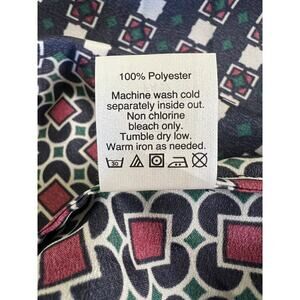 100% Polyester
Machine wash cold
separately inside out.
Non chlorine
bleach only.
Tumble dry low.
Warm iron as needed.
30